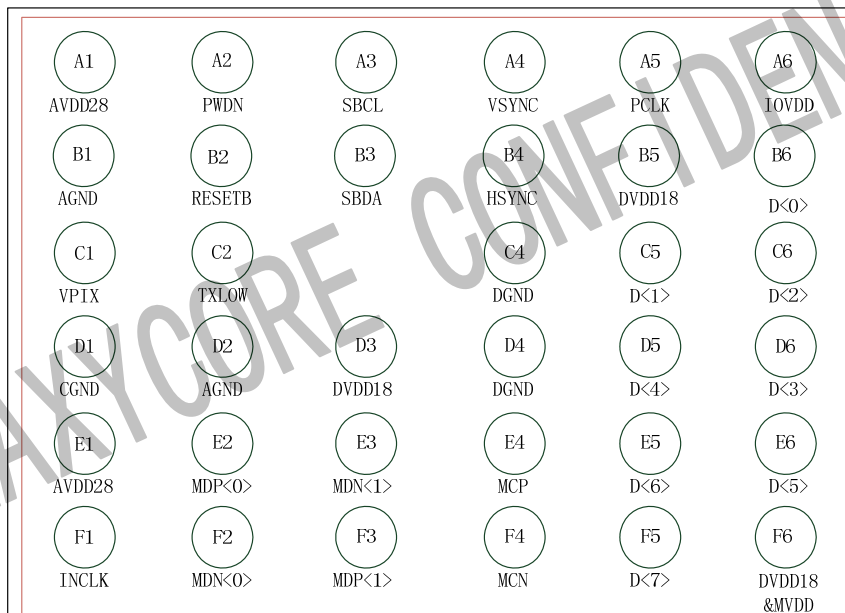 A1 A2 A3 A4 A5 A6
AVDD28 PWDN SBCL VSYNC PCLK IOVDD
B1 B2 B3 B4 B5 B6
AGND RESETB SBDA HSYNC DVDD18 D<0>
C1 C2 C4 C5 C6
VPIX TXLOW DGND D<1> D<2>
D1 D2 D3 D4 D5 D6
CGND AGND DVDD18 DGND D<4> D<3>
E1 E2 E3 E4 E5 E6
AVDD28 MDP<0> MDN<1> MCP D<6> D<5>
F1 F2 F3 F4 F5 F6
INCLK MDN<0> MDP<1> MCN D<7> DVDD18
&MVDD
AXYCORE CONFIDEN